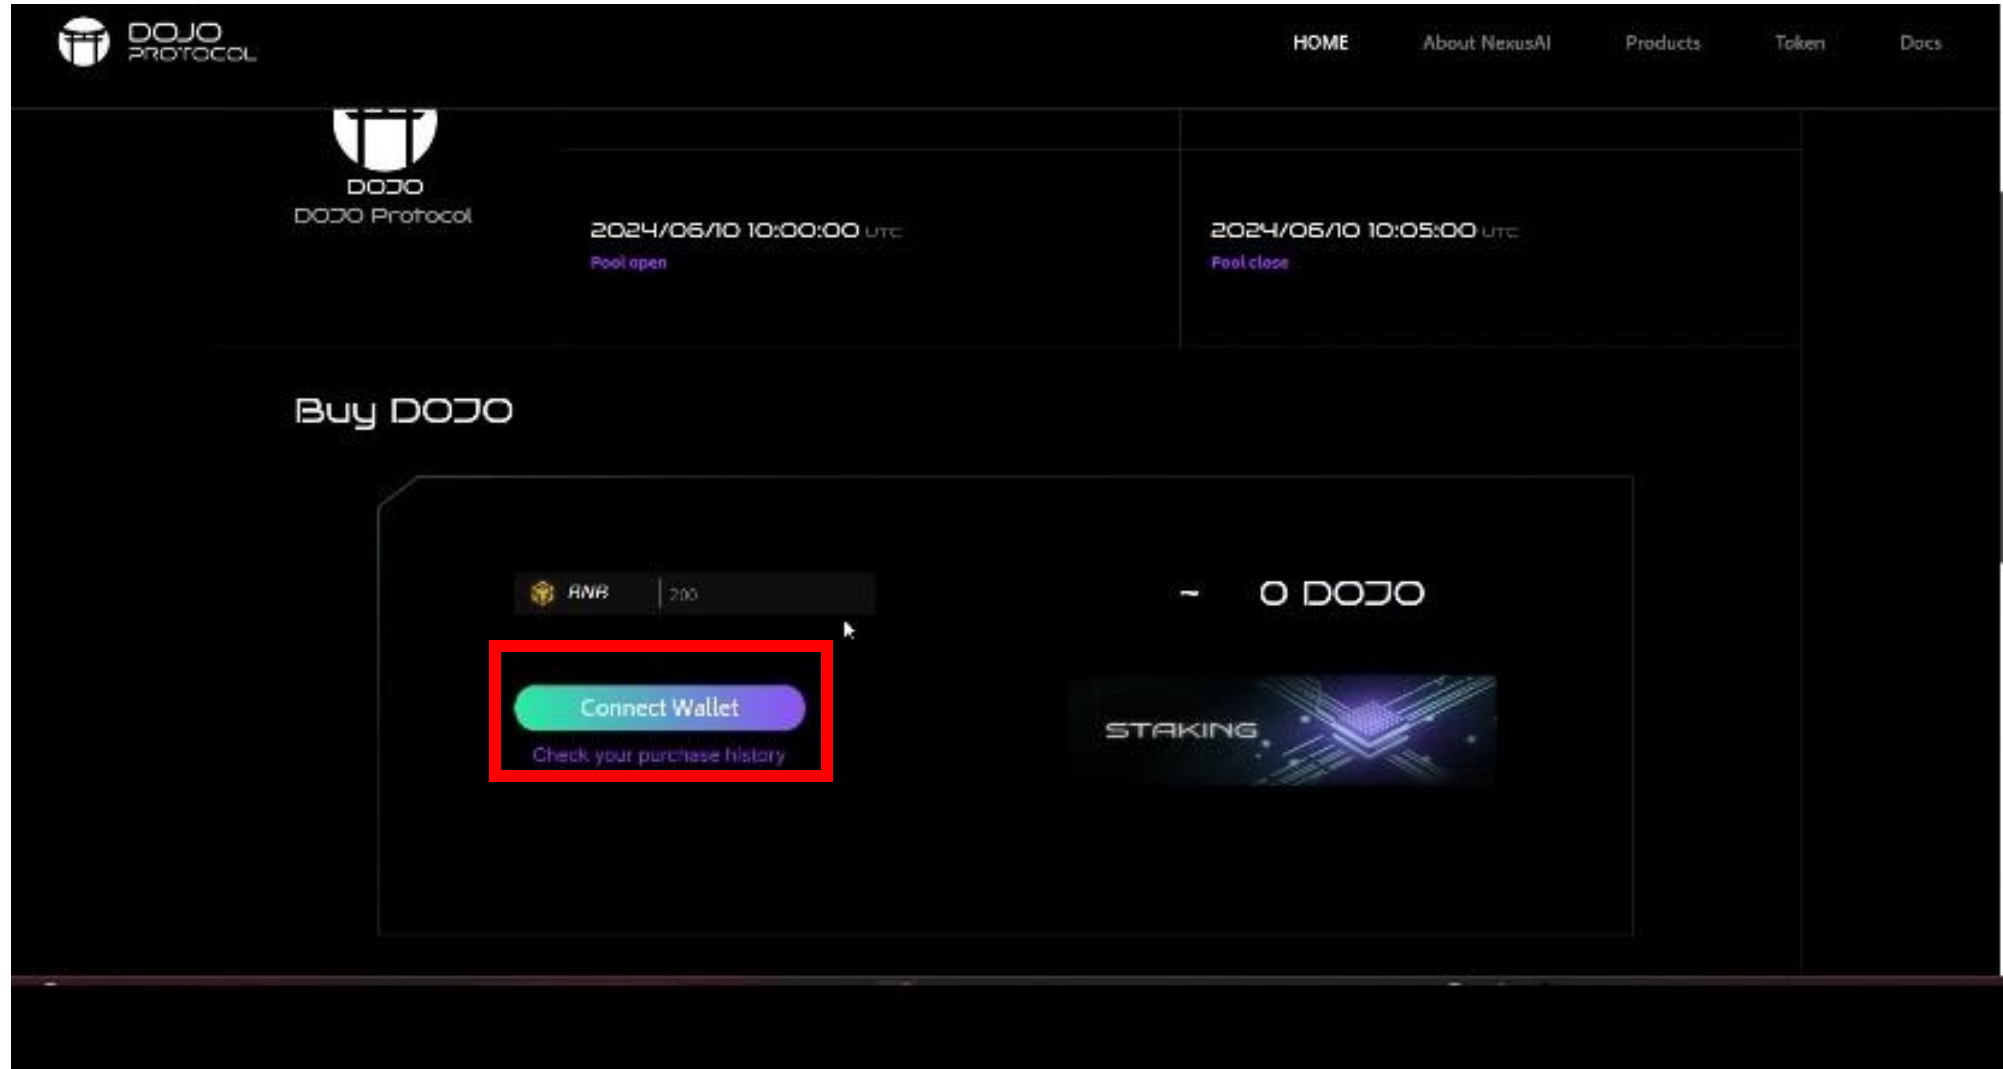 DOJO
PROTOCOL
HOME
About NexusAI
Products
Token
Docs
DOJO
DOJO Protocol
2024/06/10 10:00:00 UTC
Pool open
2024/06/10 10:05:00 UTC
Pool close
Buy DOJO
BNB
200
~ 0 DOJO
Connect Wallet
Check your purchase history
STAKING